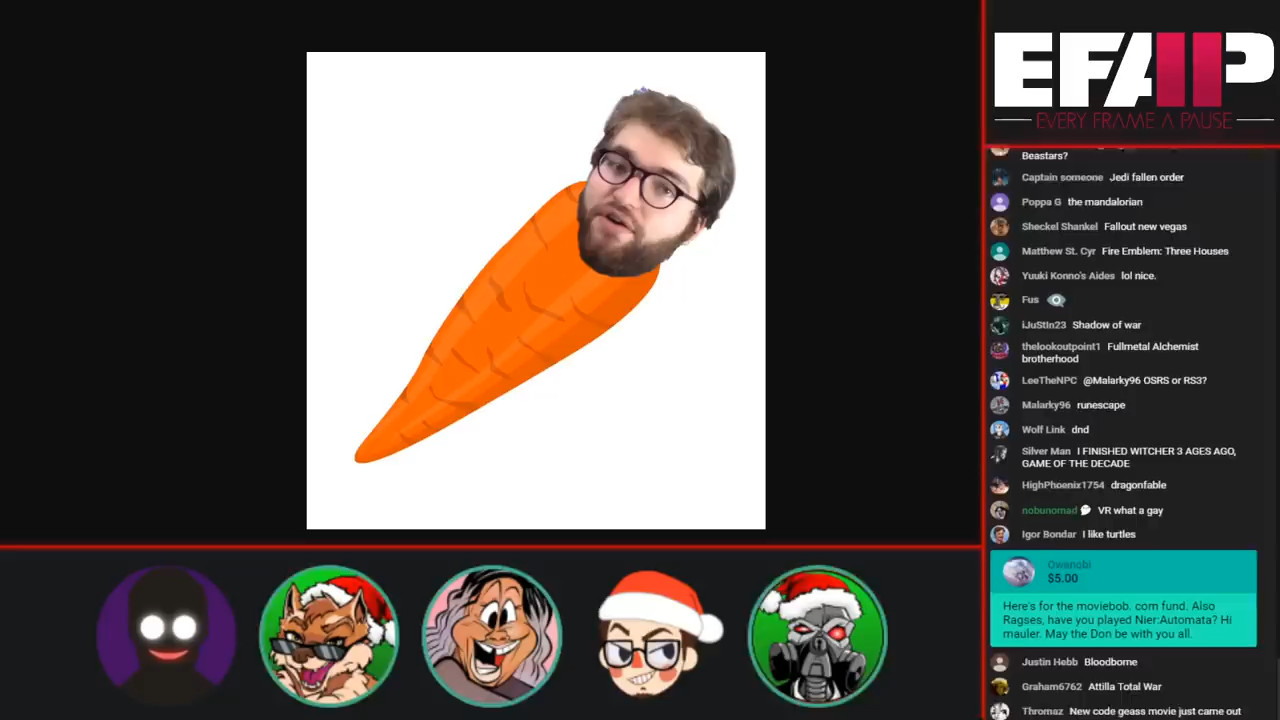 EFAP
EVERY FRAME A PAUSE
Beastars?
Captain someone Jedi fallen order
Poppa G the mandalorian
Sheckel Shankel Fallout new vegas
Matthew St. Cyr Fire Emblem: Three Houses
Yuuki Konno's Aides lol nice.
Fus
iJuStIn23 Shadow of war
thelookoutpoint1 Fullmetal Alchemist
brotherhood
LeeTheNPC @Malarky96 OSRS or RS3?
Malarky96 runescape
Wolf Link dnd
Silver Man I FINISHED WITCHER 3 AGES AGO,
GAME OF THE DECADE
HighPhoenix1754 dragonfable
nobunomad VR what a gay
Igor Bondar I like turtles
Owanobi
$5.00
Here's for the moviebob. com fund. Also
Ragses, have you played Nier:Automata? Hi
mauler. May the Don be with you all.
Justin Hebb Bloodborne
Graham6762 Attilla Total War
Thromaz New code geass movie just came out